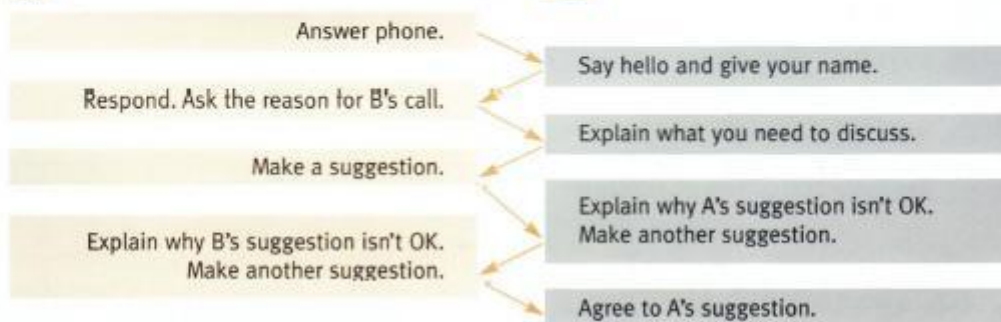 Answer phone.
Say hello and give your name.
Respond. Ask the reason for B's call.
Explain what you need to discuss.
Make a suggestion.
Explain why A's suggestion isn't OK.
Make another suggestion.
Explain why B's suggestion isn't OK.
Make another suggestion.
Agree to A's suggestion.